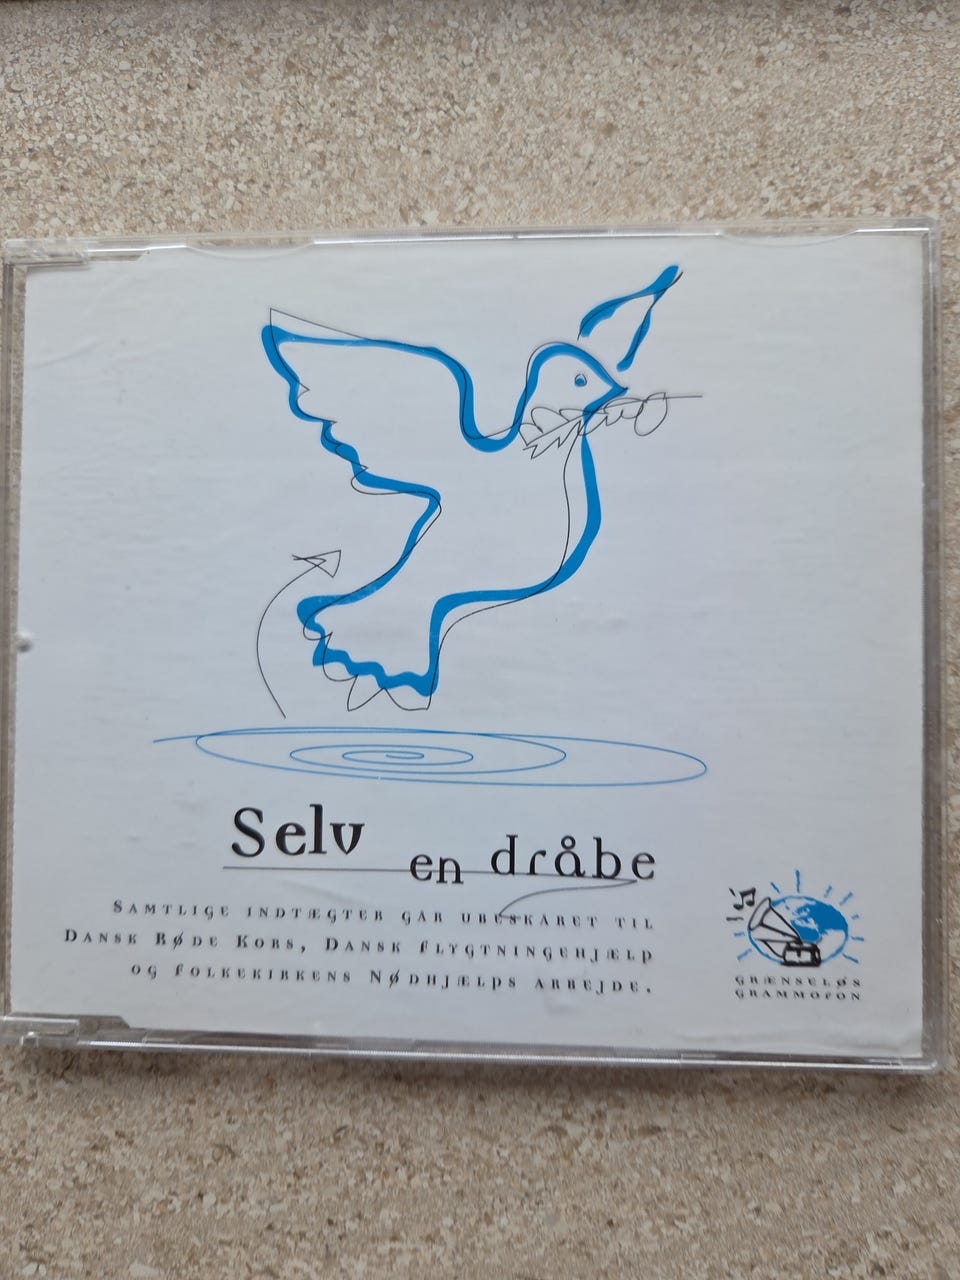 Selv en dråbe
SAMTLIGE INDTÆGTER GÅR UBESKÅRET TIL
DANSK RØDE KORS, DANSK FLYGTNINGEHJÆLP
OG FOLKEKIRKENS NØDHJÆLPS ARBEJDE.
GRÆNSELØS
GRAMMOFON